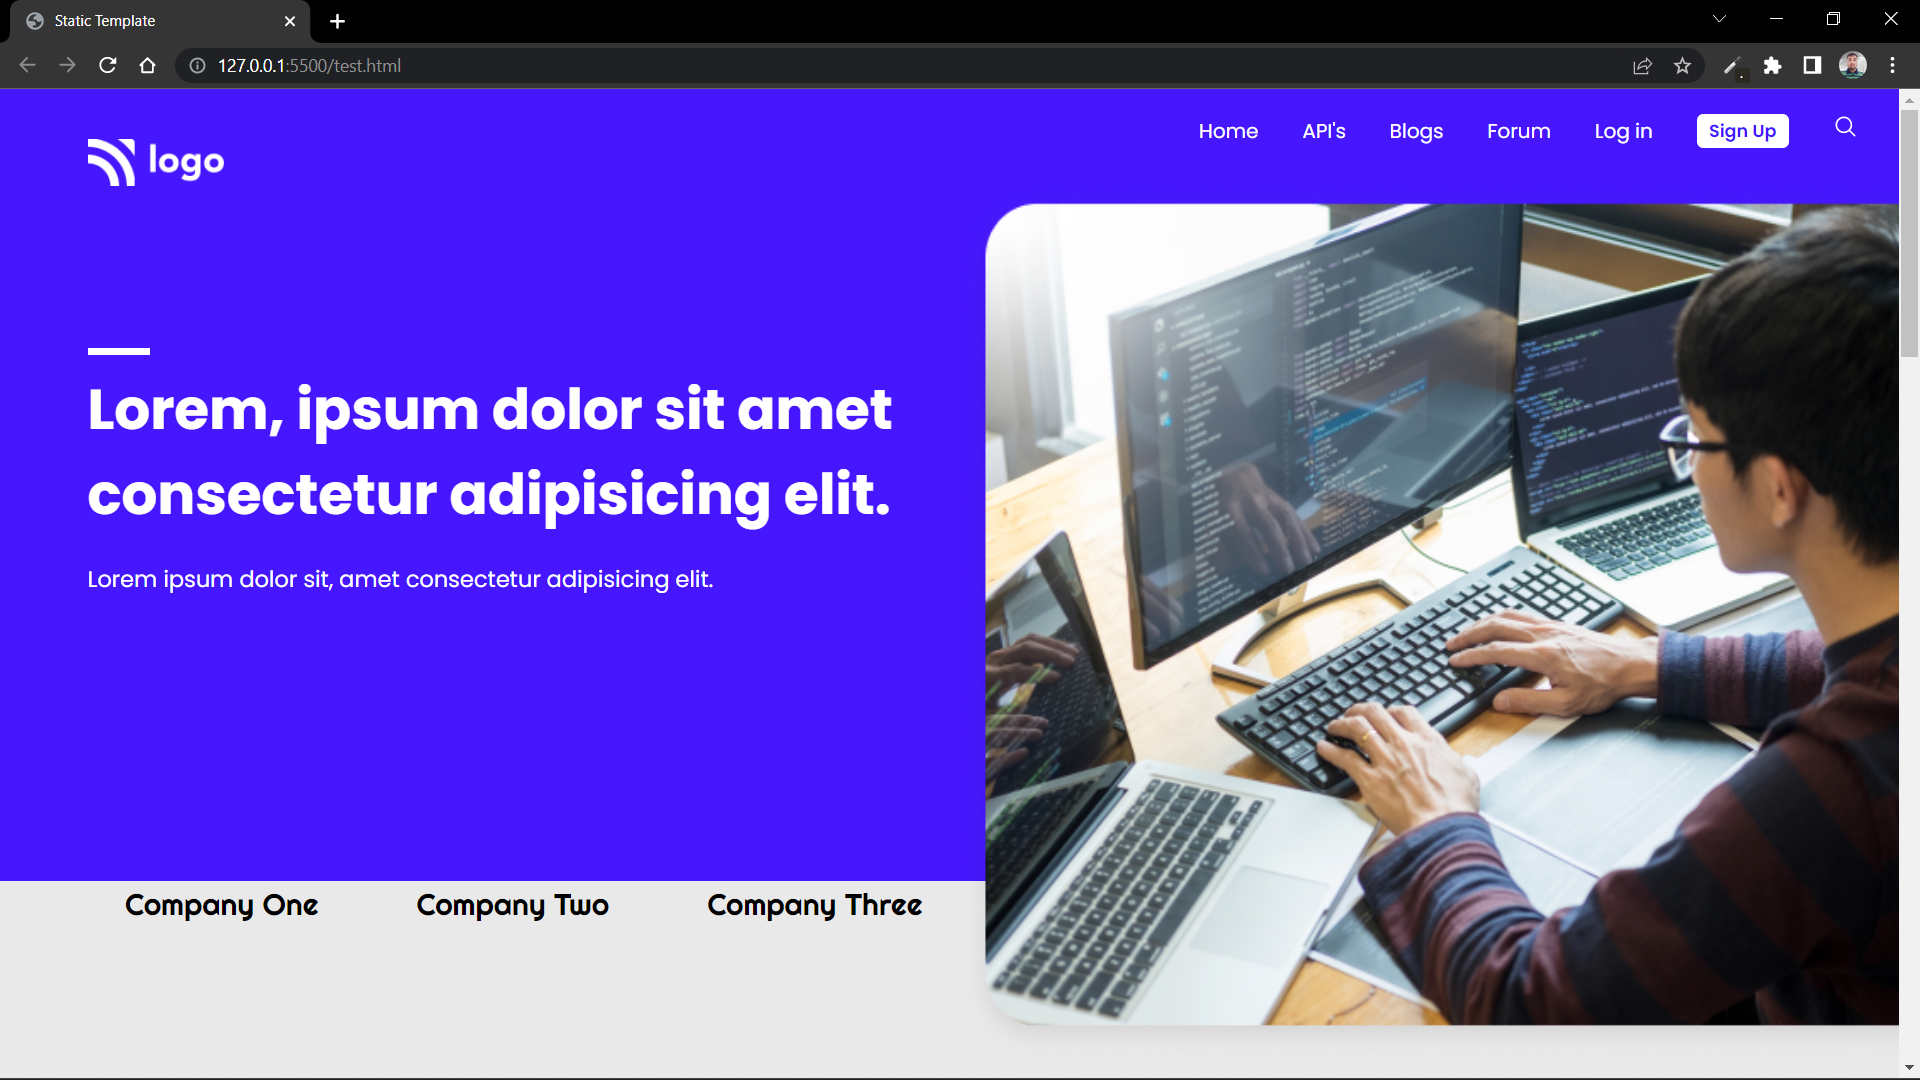 Static Template
127.0.0.1:5500/test.html
logo
Home API's Blogs Forum Log in Sign Up
Lorem, ipsum dolor sit amet
consectetur adipisicing elit.
Lorem ipsum dolor sit, amet consectetur adipisicing elit.
Company One Company Two Company Three